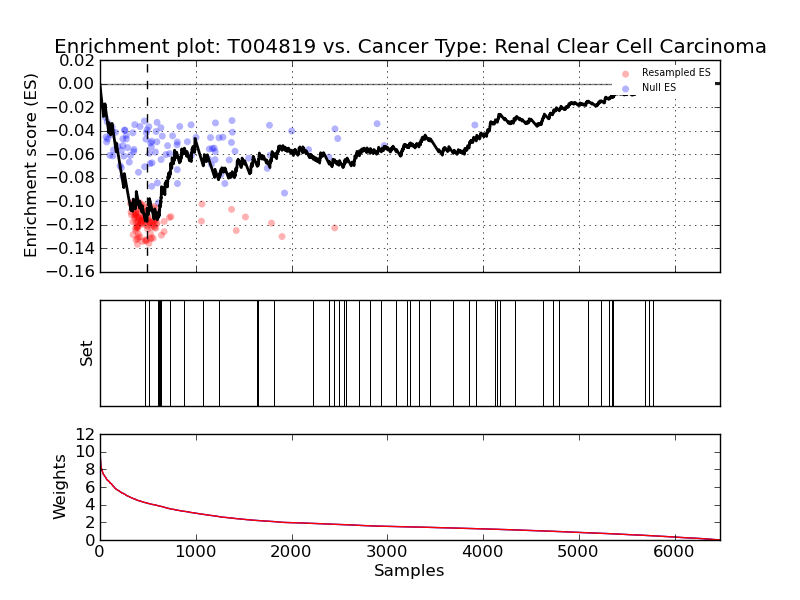 Enrichment plot: T004819 vs. Cancer Type: Renal Clear Cell Carcinoma
0.02
0.00
−0.02
−0.04
−0.06
−0.08
−0.10
−0.12
−0.14
−0.16
Enrichment score (ES)
Resampled ES
Null ES
Set
12
10
8
6
4
2
0
Weights
0 1000 2000 3000 4000 5000 6000
Samples